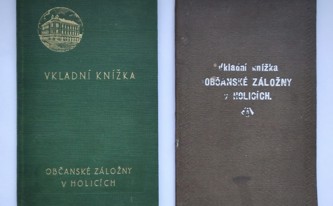 VKLADNÍ KNÍŽKA
OBČANSKÉ ZÁLOŽNY
V HOLICÍCH
Vkladní knížka
OBČANSKÉ ZÁLOŽNY
v HOLICÍCH.